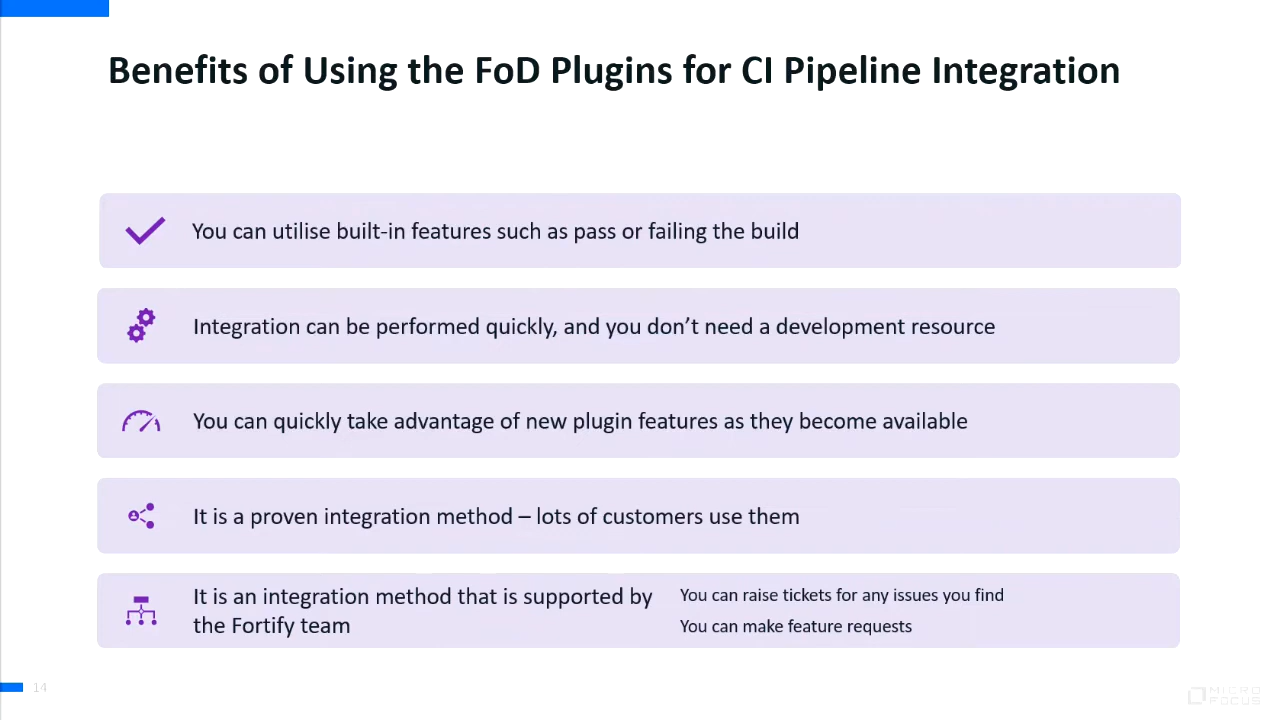 Benefits of Using the FoD Plugins for CI Pipeline Integration
You can utilise built-in features such as pass or failing the build
Integration can be performed quickly, and you don’t need a development resource
You can quickly take advantage of new plugin features as they become available
It is a proven integration method – lots of customers use them
It is an integration method that is supported by
the Fortify team
You can raise tickets for any issues you find
You can make feature requests
14
MICRO
FOCUS